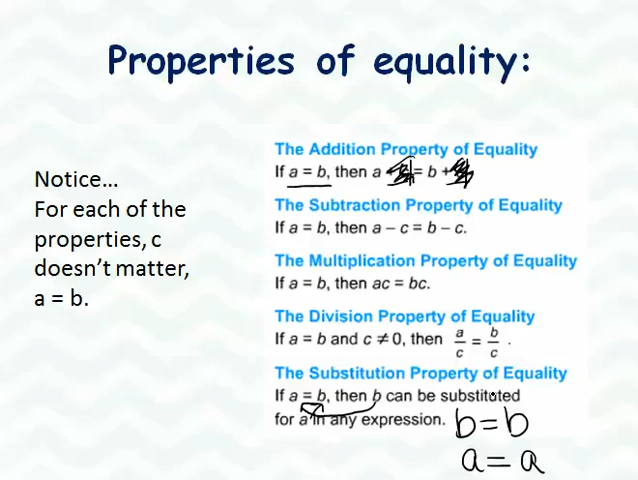 Properties of equality:
Notice...
For each of the
properties, c
doesn't matter,
a = b.
The Addition Property of Equality
If a = b, then a + = b +
The Subtraction Property of Equality
If a = b, then a – c = b – c.
The Multiplication Property of Equality
If a = b, then ac = bc.
The Division Property of Equality
If a = b and c ≠ 0, then a/c = b/c .
The Substitution Property of Equality
If a = b, then b can be substituted
for a in any expression.
b = b
a = a